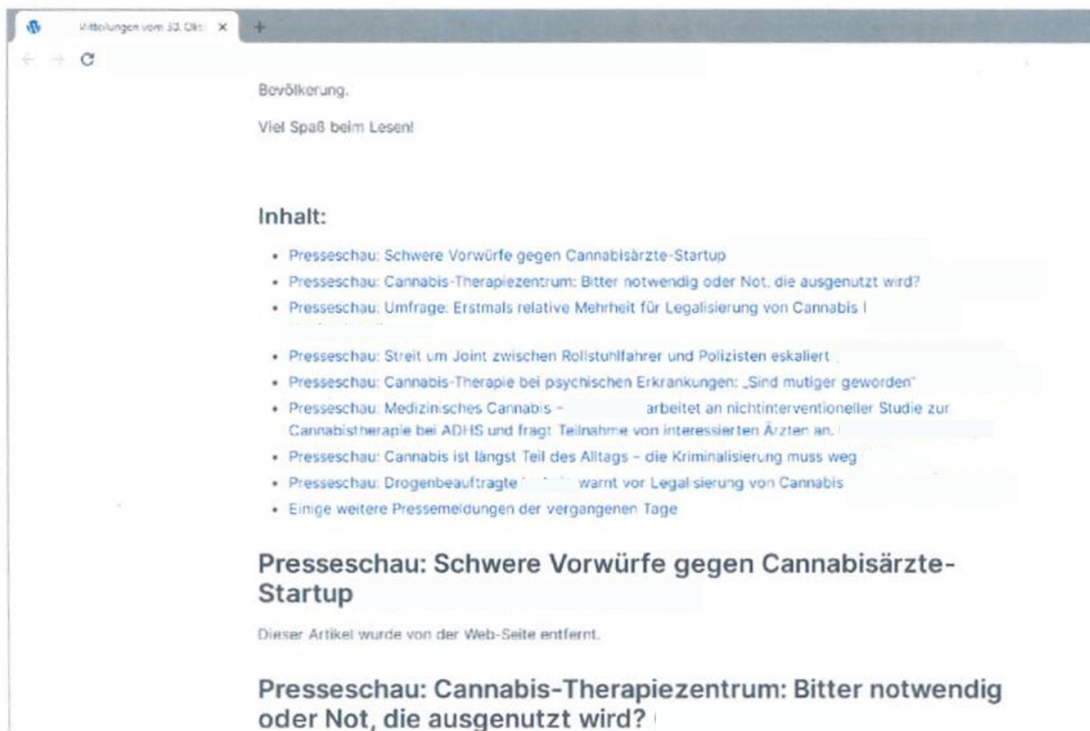 Mitteilungen vom 30. Okt
Bevölkerung.
Viel Spaß beim Lesen!
Inhalt:
• Presseschau: Schwere Vorwürfe gegen Cannabisärzte-Startup
• Presseschau: Cannabis-Therapiezentrum: Bitter notwendig oder Not, die ausgenutzt wird?
• Presseschau: Umfrage: Erstmals relative Mehrheit für Legalisierung von Cannabis
• Presseschau: Streit um Joint zwischen Rollstuhlfahrer und Polizisten eskaliert
• Presseschau: Cannabis-Therapie bei psychischen Erkrankungen: „Sind mutiger geworden"
• Presseschau: Medizinisches Cannabis – arbeitet an nichtinterventioneller Studie zur
Cannabistherapie bei ADHS und fragt Teilnahme von interessierten Ärzten an.
• Presseschau: Cannabis ist längst Teil des Alltags – die Kriminalisierung muss weg
• Presseschau: Drogenbeauftragte warnt vor Legalisierung von Cannabis
• Einige weitere Pressemeldungen der vergangenen Tage
Presseschau: Schwere Vorwürfe gegen Cannabisärzte-
Startup
Dieser Artikel wurde von der Web-Seite entfernt.
Presseschau: Cannabis-Therapiezentrum: Bitter notwendig
oder Not, die ausgenutzt wird?